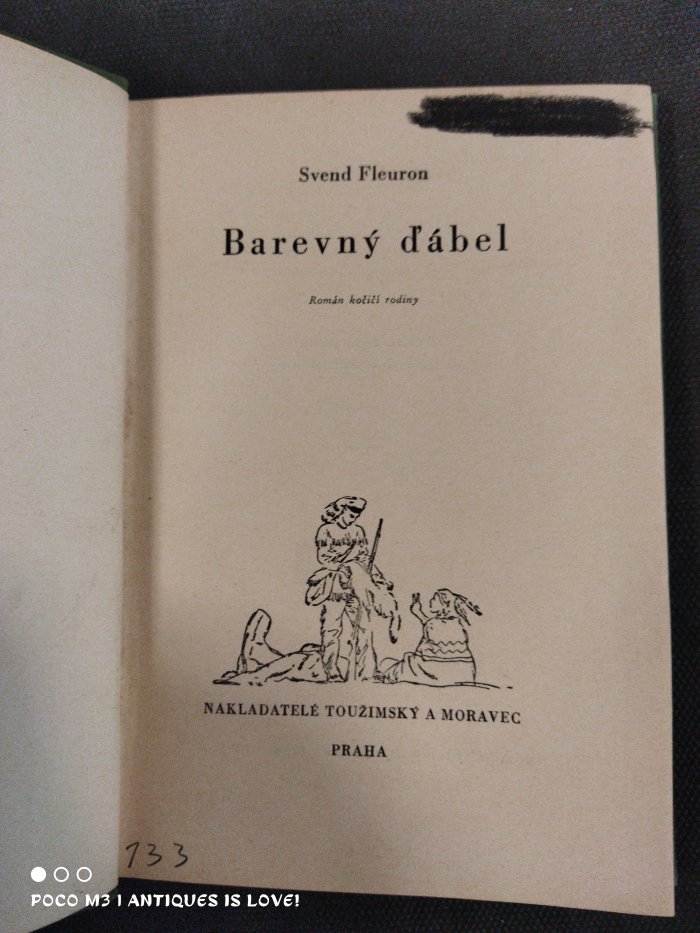 Svend Fleuron
Barevný ďábel
Román kočičí rodiny
NAKLADATELÉ TOUŽIMSKÝ A MORAVEC
PRAHA
133
POCO M3 | ANTIQUES IS LOVE!